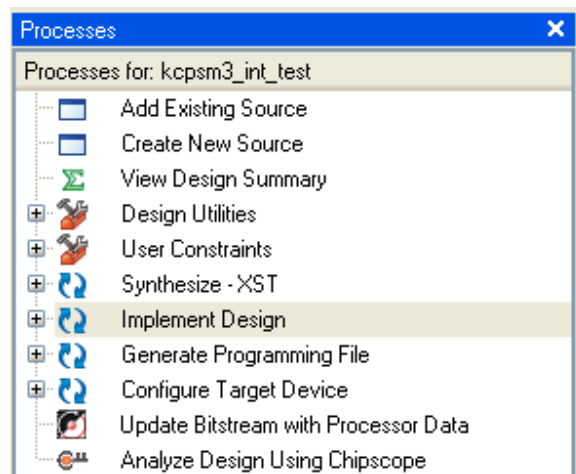 Processes
Processes for: kcpsm3_int_test
Add Existing Source
Create New Source
View Design Summary
Design Utilities
User Constraints
Synthesize - XST
Implement Design
Generate Programming File
Configure Target Device
Update Bitstream with Processor Data
Analyze Design Using Chipscope